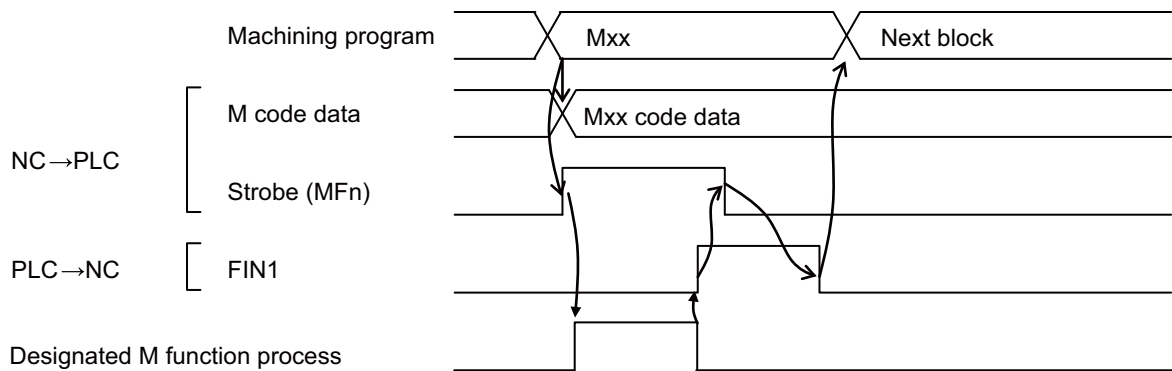 Machining program
Mxx
Next block
M code data
Mxx code data
NC→PLC
Strobe (MFn)
PLC→NC
FIN1
Designated M function process